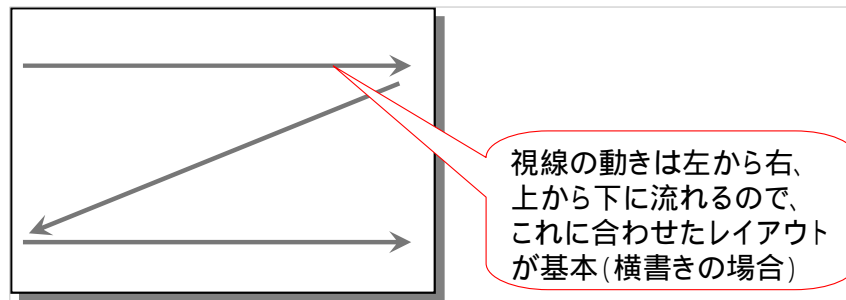 視線の動きは左から右、
上から下に流れるので、
これに合わせたレイアウト
が基本(横書きの場合)